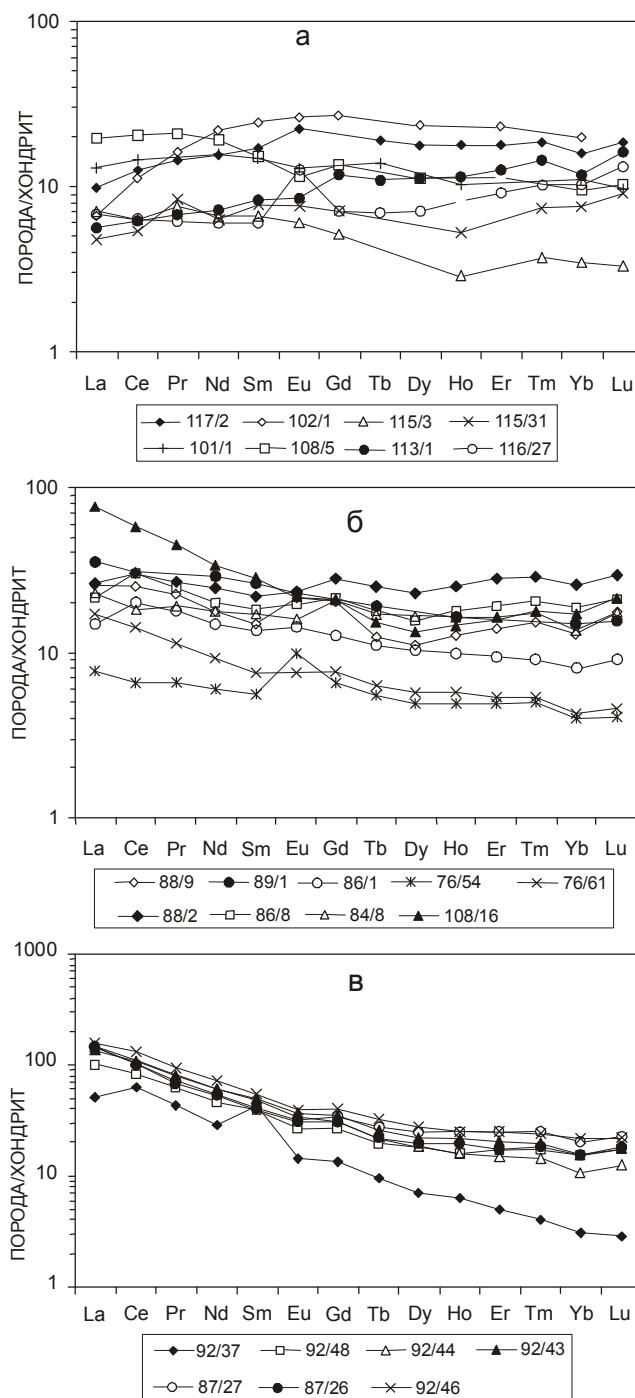 а
ПОРОДА/ХОНДРИТ
100
10
1
La Ce Pr Nd Sm Eu Gd Tb Dy Ho Er Tm Yb Lu
117/2 102/1 115/3 115/31
101/1 108/5 113/1 116/27
б
100
10
1
La Ce Pr Nd Sm Eu Gd Tb Dy Ho Er Tm Yb Lu
88/9 89/1 86/1 76/54 76/61
88/2 86/8 84/8 108/16
в
ПОРОДА/ХОНДРИТ
1000
100
10
1
La Ce Pr Nd Sm Eu Gd Tb Dy Ho Er Tm Yb Lu
92/37 92/48 92/44 92/43
87/27 87/26 92/46